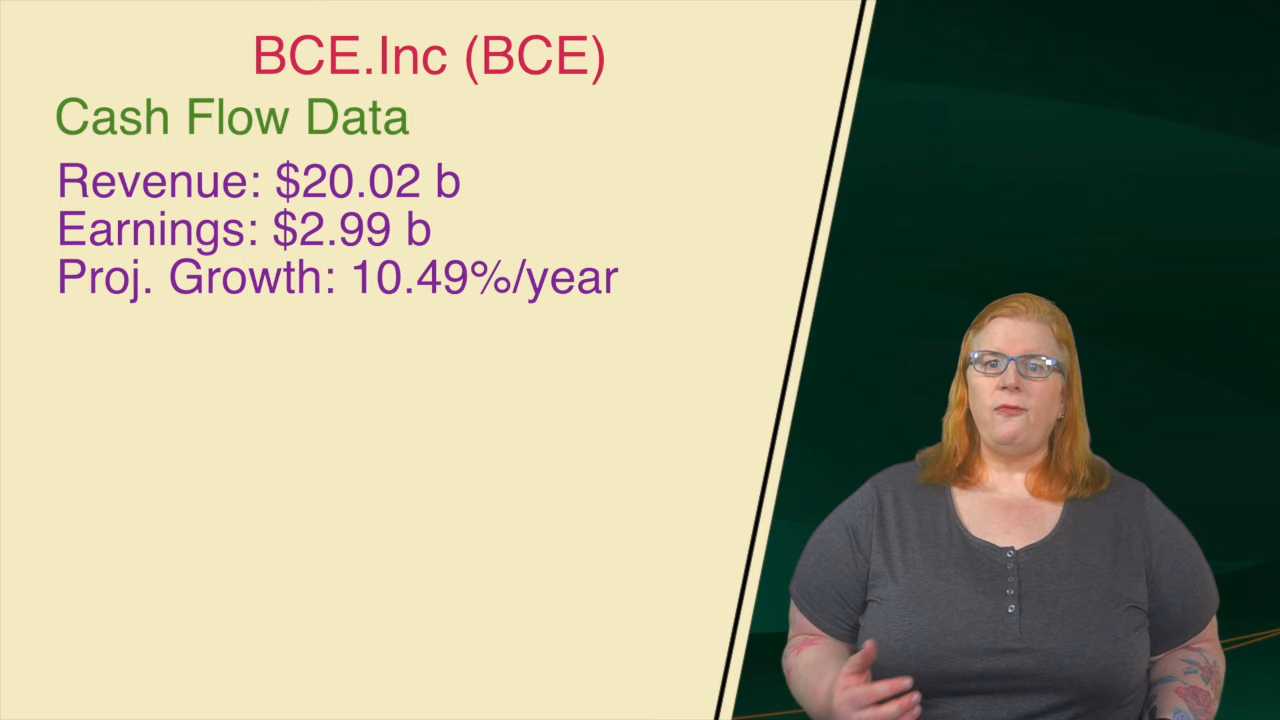 BCE.Inc (BCE)
Cash Flow Data
Revenue: $20.02 b
Earnings: $2.99 b
Proj. Growth: 10.49%/year